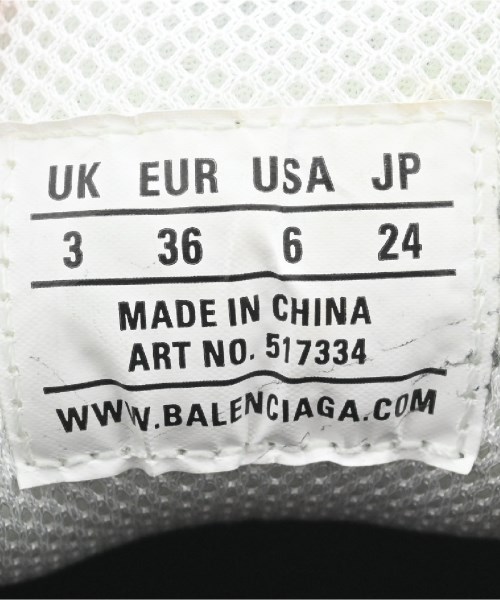 UK EUR USA JP
3 36 6 24
MADE IN CHINA
ART NO. 517334
WWW.BALENCIAGA.COM